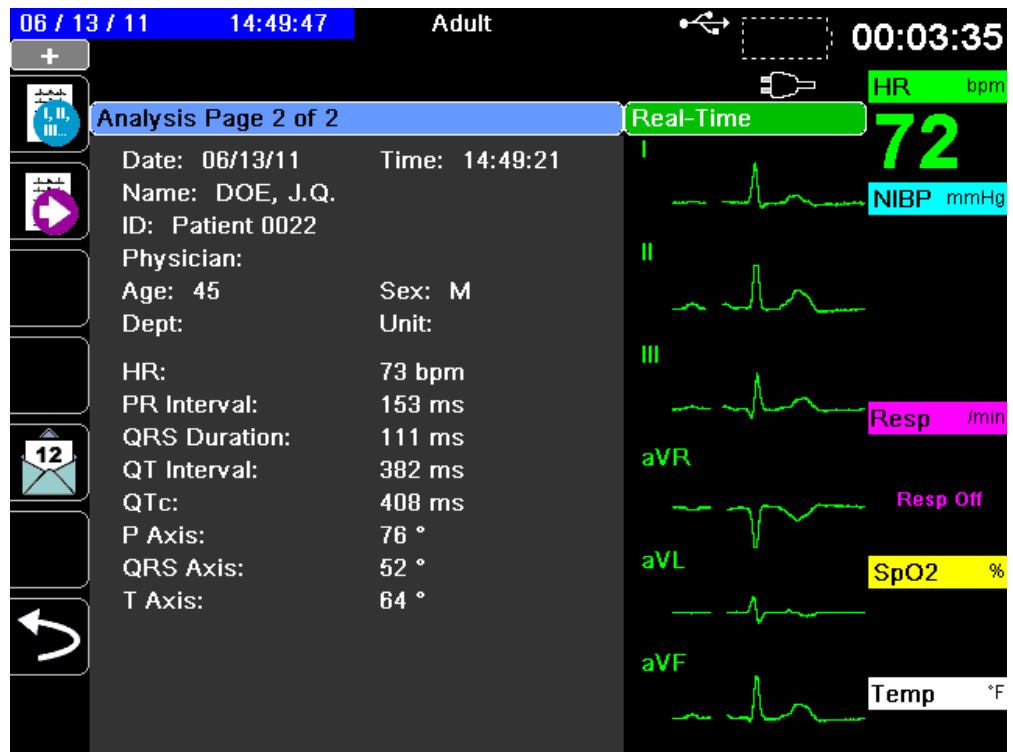 06 / 13 / 11 14:49:47 Adult 00:03:35
+
I, II, III...
12
Analysis Page 2 of 2
Date: 06/13/11 Time: 14:49:21
Name: DOE, J.Q.
ID: Patient 0022
Physician:
Age: 45 Sex: M
Dept: Unit:
HR: 73 bpm
PR Interval: 153 ms
QRS Duration: 111 ms
QT Interval: 382 ms
QTc: 408 ms
P Axis: 76 °
QRS Axis: 52 °
T Axis: 64 °
Real-Time
I
II
III
aVR
aVL
aVF
HR bpm
72
NIBP mmHg
Resp /min
Resp Off
SpO2 %
Temp °F